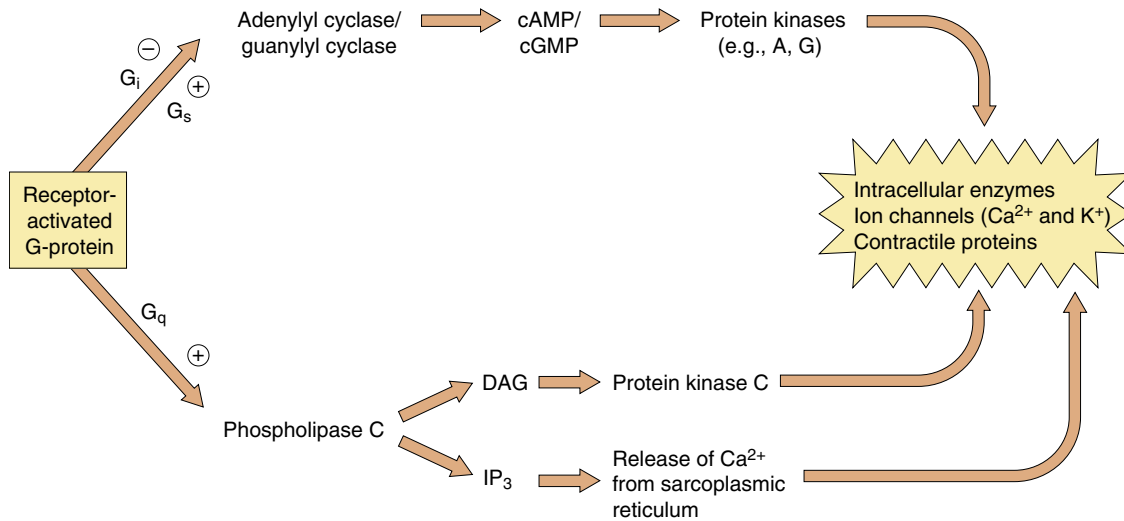 Adenylyl cyclase/
guanylyl cyclase
cAMP/
cGMP
Protein kinases
(e.g., A, G)
−
Gᵢ
+
Gₛ
Receptor-
activated
G-protein
Intracellular enzymes
Ion channels (Ca²⁺ and K⁺)
Contractile proteins
G_q
+
Phospholipase C
DAG
Protein kinase C
IP₃
Release of Ca²⁺
from sarcoplasmic
reticulum